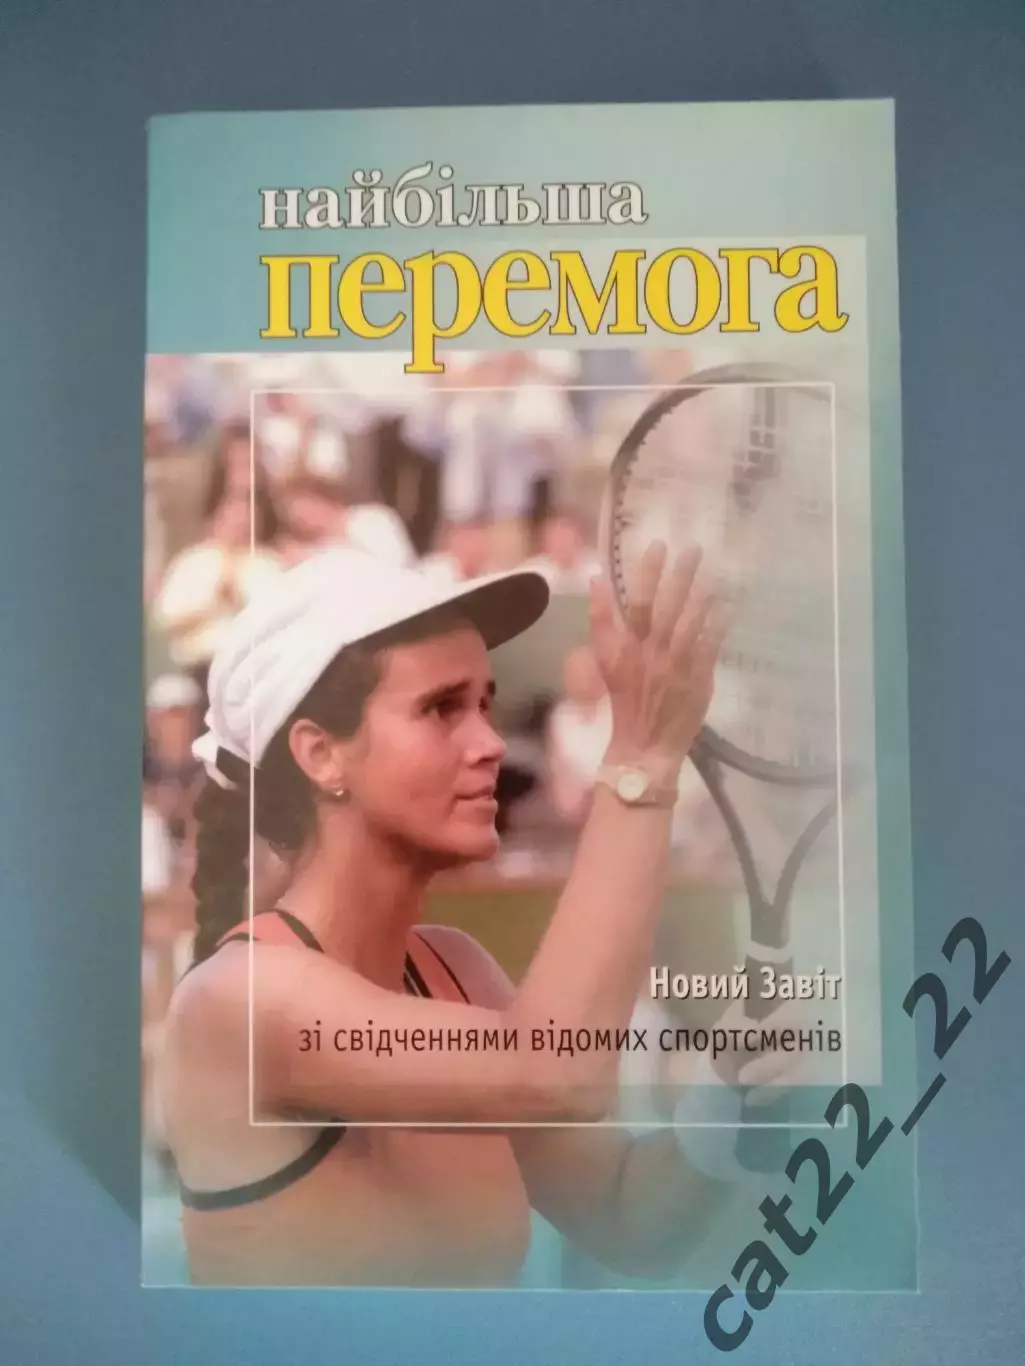 найбільша
перемога
Новий Завіт
зі свідченнями відомих спортсменів
cat22_22